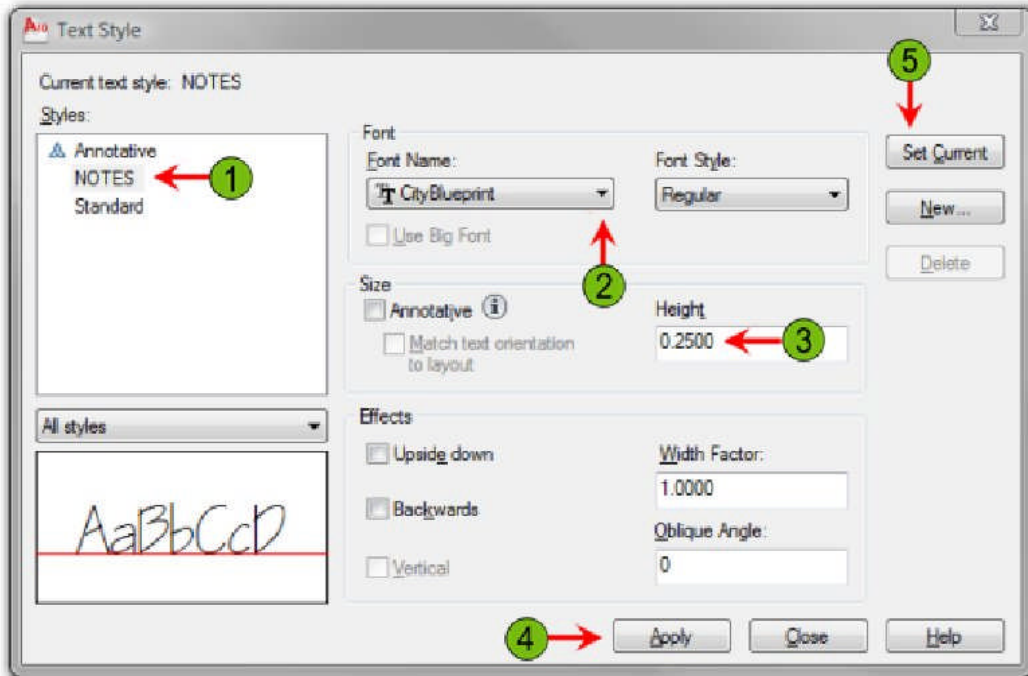 Text Style
Current text style: NOTES
Styles:
Annotative
NOTES
Standard
1
All styles
AaBbCcD
Font
Font Name:
CityBlueprint
Use Big Font
Font Style:
Regular
2
Size
Annotative
Match text orientation
to layout
Height
0.2500
3
Effects
Upside down
Backwards
Vertical
Width Factor:
1.0000
Oblique Angle:
0
5
Set Current
New...
Delete
4
Apply
Close
Help